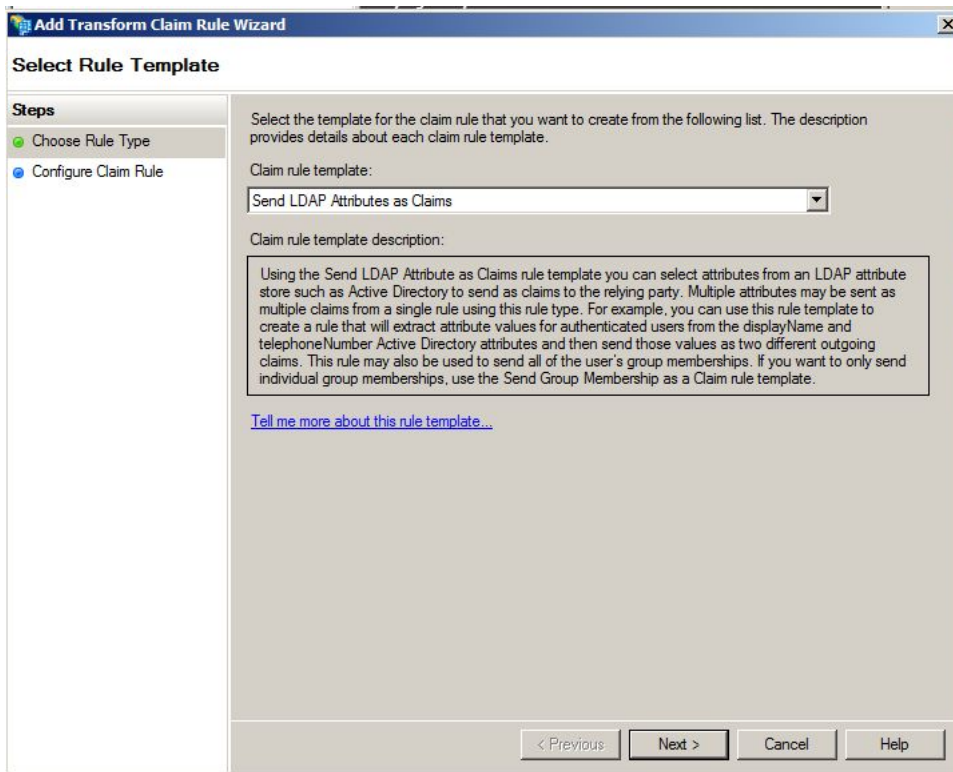 Add Transform Claim Rule Wizard
Select Rule Template
Steps
Choose Rule Type
Configure Claim Rule
Select the template for the claim rule that you want to create from the following list. The description
provides details about each claim rule template.
Claim rule template:
Send LDAP Attributes as Claims
Claim rule template description:
Using the Send LDAP Attribute as Claims rule template you can select attributes from an LDAP attribute
store such as Active Directory to send as claims to the relying party. Multiple attributes may be sent as
multiple claims from a single rule using this rule type. For example, you can use this rule template to
create a rule that will extract attribute values for authenticated users from the displayName and
telephoneNumber Active Directory attributes and then send those values as two different outgoing
claims. This rule may also be used to send all of the user's group memberships. If you want to only send
individual group memberships, use the Send Group Membership as a Claim rule template.
Tell me more about this rule template...
< Previous
Next >
Cancel
Help